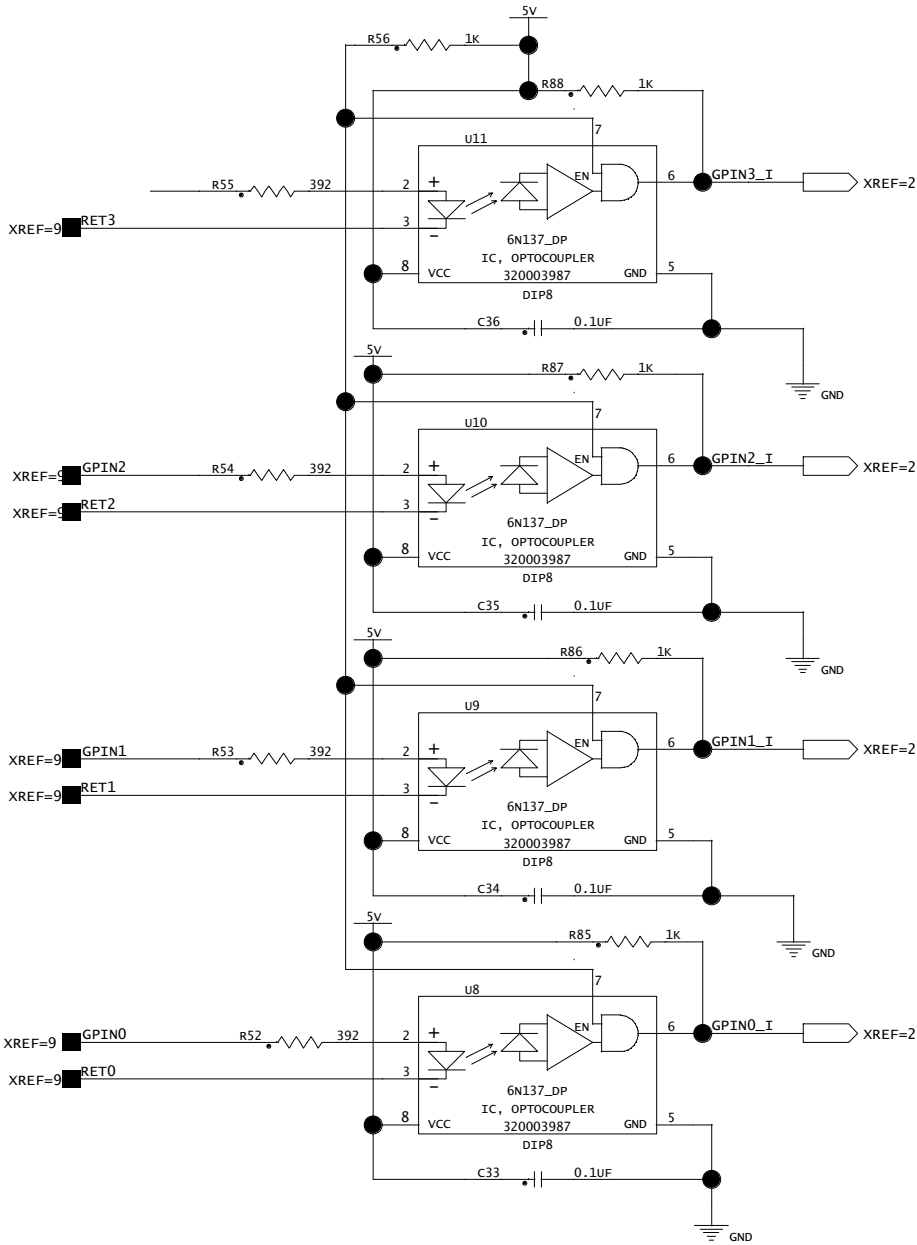 5V
R56 1K
R88 1K
7
U11
R55 392 2 + EN 6 GPIN3_I XREF=2
XREF=9 RET3 3 −
6N137_DP
IC, OPTOCOUPLER
8 VCC 320003987 GND 5
DIP8
C36 0.1UF
5V
R87 1K
GND
7
U10
XREF=9 GPIN2 R54 392 2 + EN 6 GPIN2_I XREF=2
XREF=9 RET2 3 −
6N137_DP
IC, OPTOCOUPLER
8 VCC 320003987 GND 5
DIP8
C35 0.1UF
5V
R86 1K
GND
7
U9
XREF=9 GPIN1 R53 392 2 + EN 6 GPIN1_I XREF=2
XREF=9 RET1 3 −
6N137_DP
IC, OPTOCOUPLER
8 VCC 320003987 GND 5
DIP8
C34 0.1UF
5V
R85 1K
GND
7
U8
XREF=9 GPIN0 R52 392 2 + EN 6 GPIN0_I XREF=2
XREF=9 RET0 3 −
6N137_DP
IC, OPTOCOUPLER
8 VCC 320003987 GND 5
DIP8
C33 0.1UF
GND